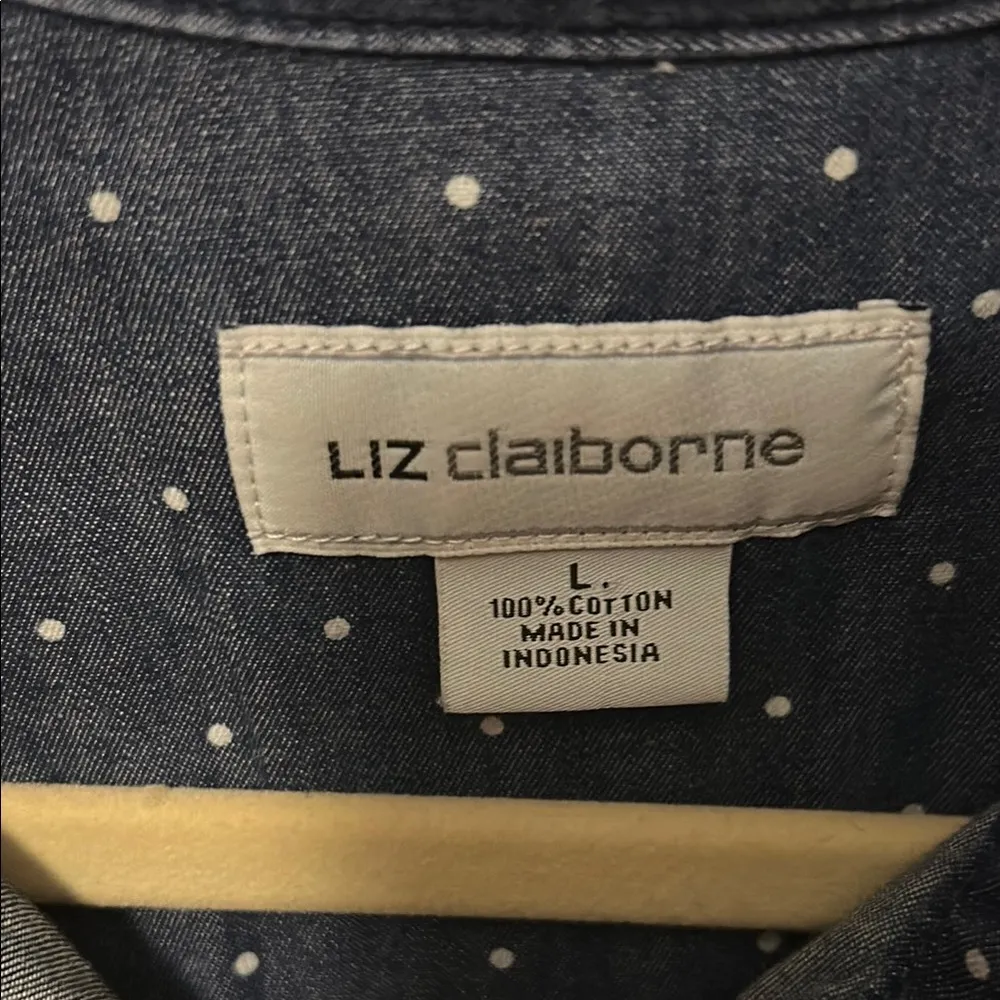 LIZ claiborne
L.
100% COTTON
MADE IN
INDONESIA